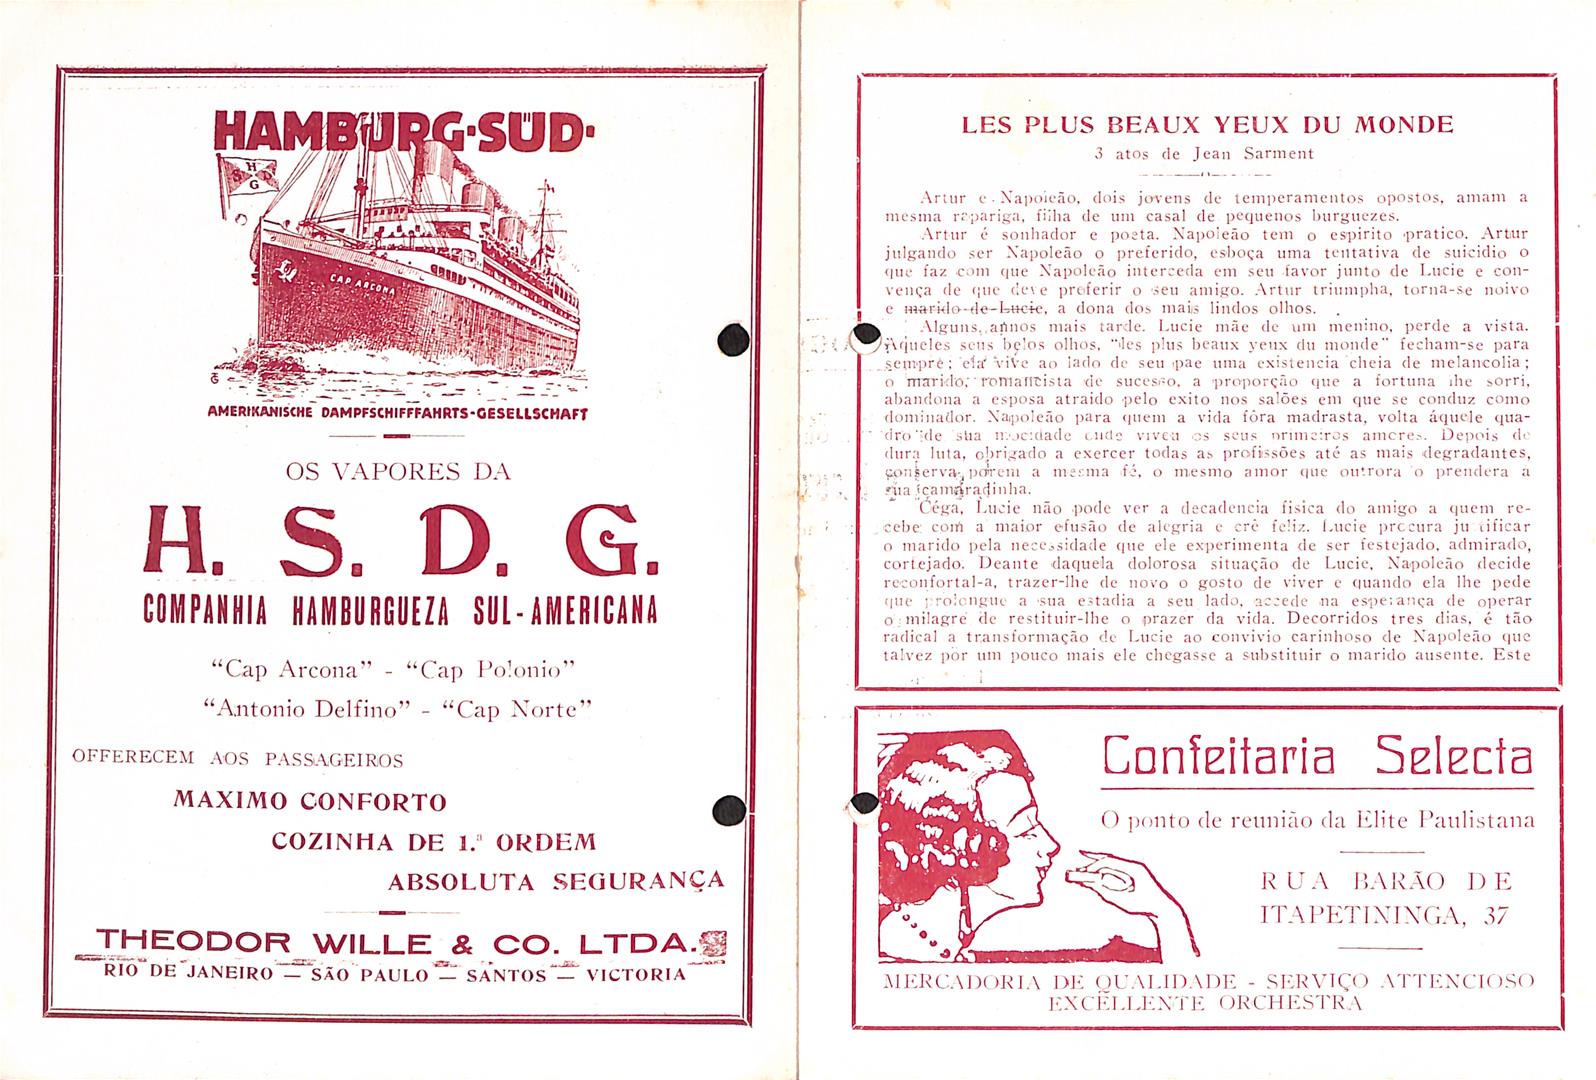 HAMBURG·SÜD·
H S D G
CAP ARCONA
AMERIKANISCHE DAMPFSCHIFFFAHRTS-GESELLSCHAFT
OS VAPORES DA
H. S. D. G.
COMPANHIA HAMBURGUEZA SUL-AMERICANA
“Cap Arcona” - “Cap Polonio”
“Antonio Delfino” - “Cap Norte”
OFFERECEM AOS PASSAGEIROS
MAXIMO CONFORTO
COZINHA DE 1.ª ORDEM
ABSOLUTA SEGURANÇA
THEODOR WILLE & CO. LTDA.
RIO DE JANEIRO — SÃO PAULO — SANTOS — VICTORIA
LES PLUS BEAUX YEUX DU MONDE
3 atos de Jean Sarment
Artur e Napoleão, dois jovens de temperamentos opostos, amam a
mesma rapariga, filha de um casal de pequenos burguezes.
Artur é sonhador e poeta. Napoleão tem o espirito pratico. Artur
julgando ser Napoleão o preferido, esboça uma tentativa de suicidio o
que faz com que Napoleão interceda em seu favor junto de Lucie e con-
vença de que deve preferir o seu amigo. Artur triumpha, torna-se noivo
e marido de Lucie, a dona dos mais lindos olhos.
Alguns annos mais tarde. Lucie mãe de um menino, perde a vista.
Aqueles seus belos olhos, “les plus beaux yeux du monde” fecham-se para
sempre; ela vive ao lado de seu pae uma existencia cheia de melancolia;
o marido, romancista de sucesso, a proporção que a fortuna lhe sorri,
abandona a esposa atraido pelo exito nos salões em que se conduz como
dominador. Napoleão para quem a vida fôra madrasta, volta áquele qua-
dro de sua mocidade onde viveu os seus primeiros amores. Depois de
dura luta, obrigado a exercer todas as profissões até as mais degradantes,
conserva porem a mesma fé, o mesmo amor que outrora o prendera a
sua camaradinha.
Céga, Lucie não pode ver a decadencia fisica do amigo a quem re-
cebe com a maior efusão de alegria e crê feliz. Lucie procura justificar
o marido pela necessidade que ele experimenta de ser festejado, admirado,
cortejado. Deante daquela dolorosa situação de Lucie, Napoleão decide
reconfortal-a, trazer-lhe de novo o gosto de viver e quando ela lhe pede
que prolongue a sua estadia a seu lado, accede na esperança de operar
o milagre de restituir-lhe o prazer da vida. Decorridos tres dias, é tão
radical a transformação de Lucie ao convivio carinhoso de Napoleão que
talvez por um pouco mais ele chegasse a substituir o marido ausente. Este
Confeitaria Selecta
O ponto de reunião da Elite Paulistana
RUA BARÃO DE
ITAPETININGA, 37
MERCADORIA DE QUALIDADE - SERVIÇO ATTENCIOSO
EXCELLENTE ORCHESTRA